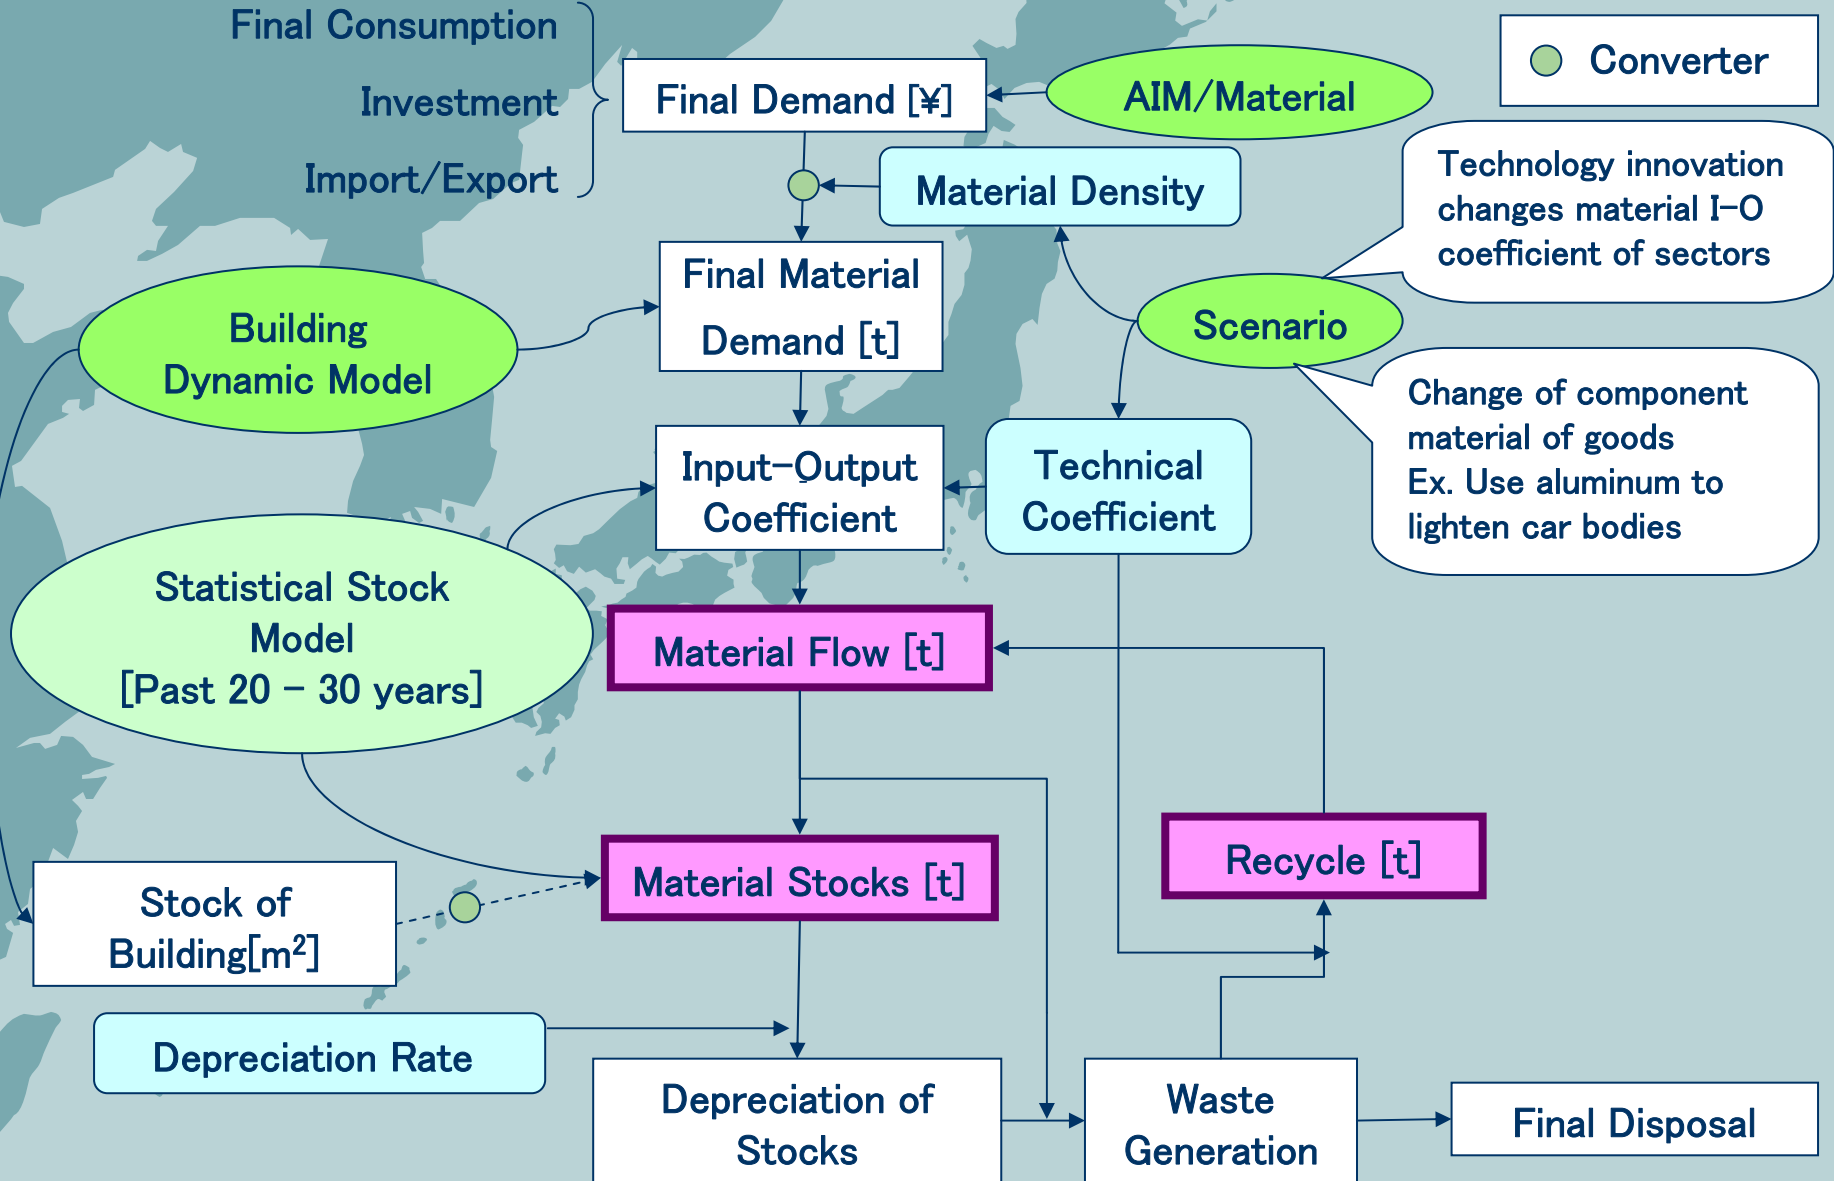 Final Consumption
Investment
Import/Export
Final Demand [¥]
AIM/Material
Converter
Material Density
Technology innovation
changes material I-O
coefficient of sectors
Final Material
Demand [t]
Building
Dynamic Model
Scenario
Change of component
material of goods
Ex. Use aluminum to
lighten car bodies
Input-Output
Coefficient
Technical
Coefficient
Statistical Stock
Model
[Past 20 - 30 years]
Material Flow [t]
Material Stocks [t]
Recycle [t]
Stock of
Building[m²]
Depreciation Rate
Depreciation of
Stocks
Waste
Generation
Final Disposal